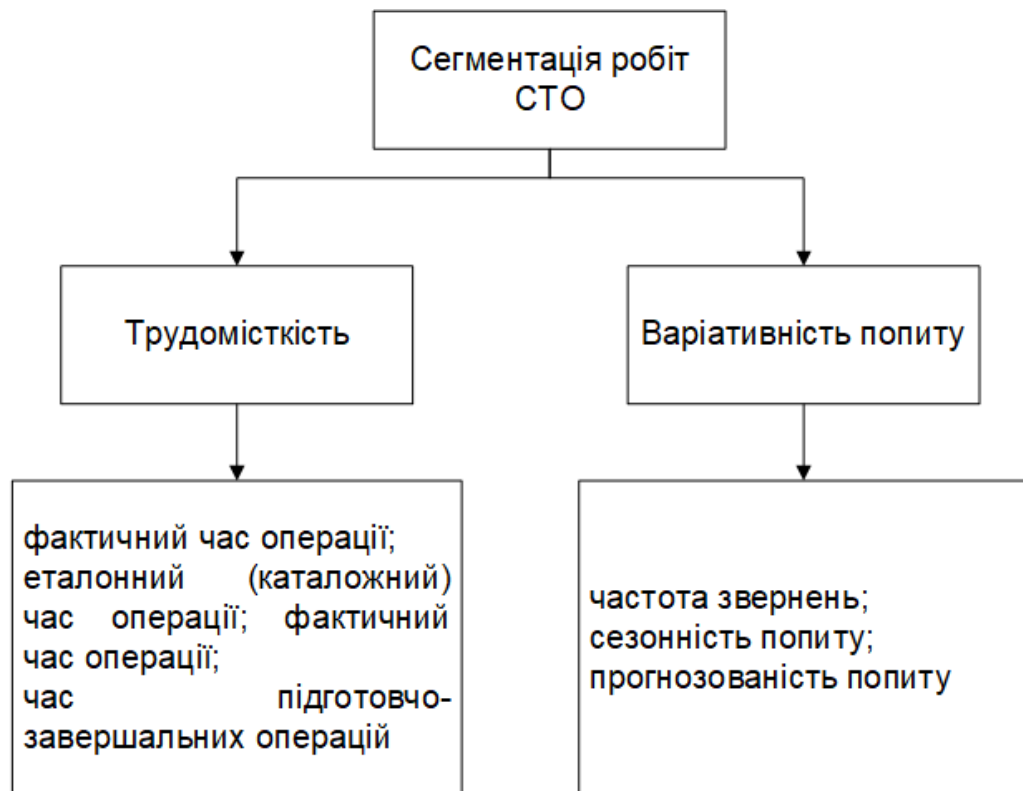 Сегментація робіт
СТО
Трудомісткість
Варіативність попиту
фактичний час операції;
еталонний (каталожний)
час операції; фактичний
час операції;
час підготовчо-
завершальних операцій
частота звернень;
сезонність попиту;
прогнозованість попиту